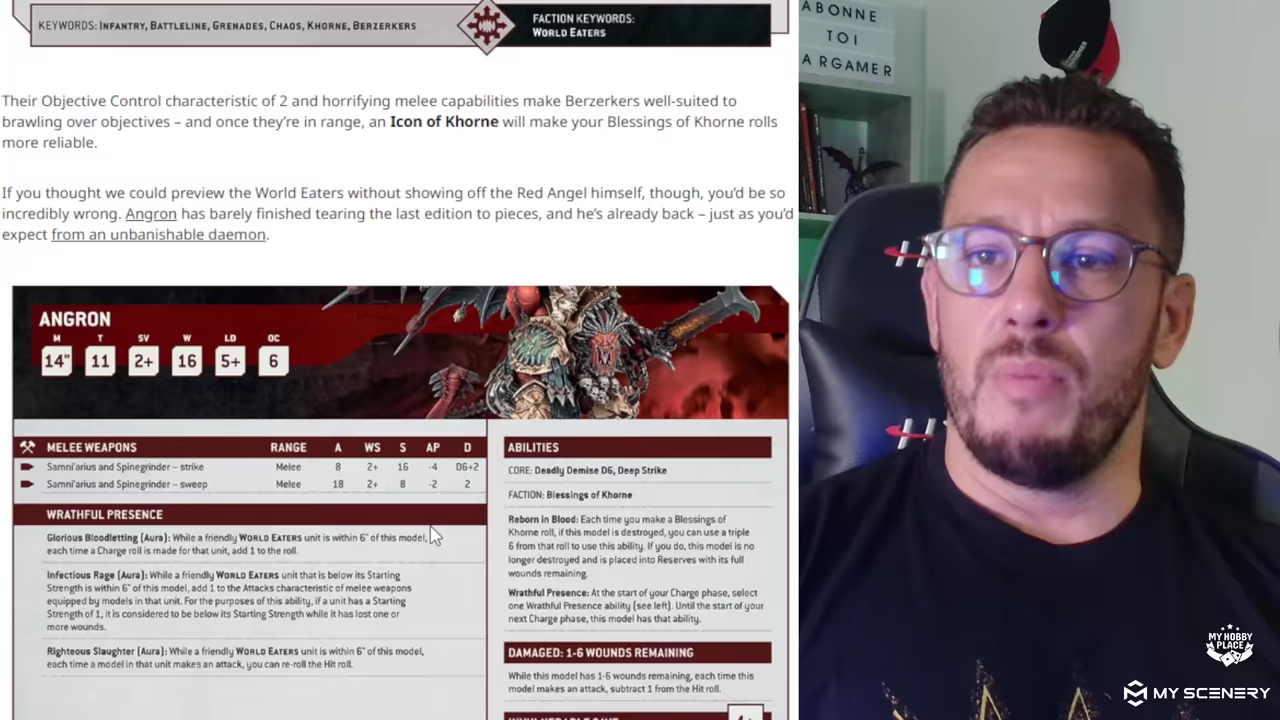 KEYWORDS: INFANTRY, BATTLELINE, GRENADES, CHAOS, KHORNE, BERZERKERS
FACTION KEYWORDS:
WORLD EATERS
Their Objective Control characteristic of 2 and horrifying melee capabilities make Berzerkers well-suited to
brawling over objectives – and once they're in range, an Icon of Khorne will make your Blessings of Khorne rolls
more reliable.
If you thought we could preview the World Eaters without showing off the Red Angel himself, though, you'd be so
incredibly wrong. Angron has barely finished tearing the last edition to pieces, and he's already back – just as you'd
expect from an unbanishable daemon.
ANGRON
M T SV W LD OC
14" 11 2+ 16 5+ 6
MELEE WEAPONS RANGE A WS S AP D
Samni'arius and Spinegrinder – strike Melee 8 2+ 16 -4 D6+2
Samni'arius and Spinegrinder – sweep Melee 18 2+ 8 -2 2
WRATHFUL PRESENCE
Glorious Bloodletting (Aura): While a friendly WORLD EATERS unit is within 6" of this model,
each time a Charge roll is made for that unit, add 1 to the roll.
Infectious Rage (Aura): While a friendly WORLD EATERS unit that is below its Starting
Strength is within 6" of this model, add 1 to the Attacks characteristic of melee weapons
equipped by models in that unit. For the purposes of this ability, if a unit has a Starting
Strength of 1, it is considered to be below its Starting Strength while it has lost one or
more wounds.
Righteous Slaughter (Aura): While a friendly WORLD EATERS unit is within 6" of this model,
each time a model in that unit makes an attack, you can re-roll the Hit roll.
ABILITIES
CORE: Deadly Demise D6, Deep Strike
FACTION: Blessings of Khorne
Reborn in Blood: Each time you make a Blessings of
Khorne roll, if this model is destroyed, you can use a triple
6 from that roll to use this ability. If you do, this model is no
longer destroyed and is placed into Reserves with its full
wounds remaining.
Wrathful Presence: At the start of your Charge phase, select
one Wrathful Presence ability (see left). Until the start of your
next Charge phase, this model has that ability.
DAMAGED: 1-6 WOUNDS REMAINING
While this model has 1-6 wounds remaining, each time this
model makes an attack, subtract 1 from the Hit roll.
INVULNERABLE SAVE 4+
ABONNE
TOI
ARGAMER
MY HOBBY
PLACE
MY SCENERY